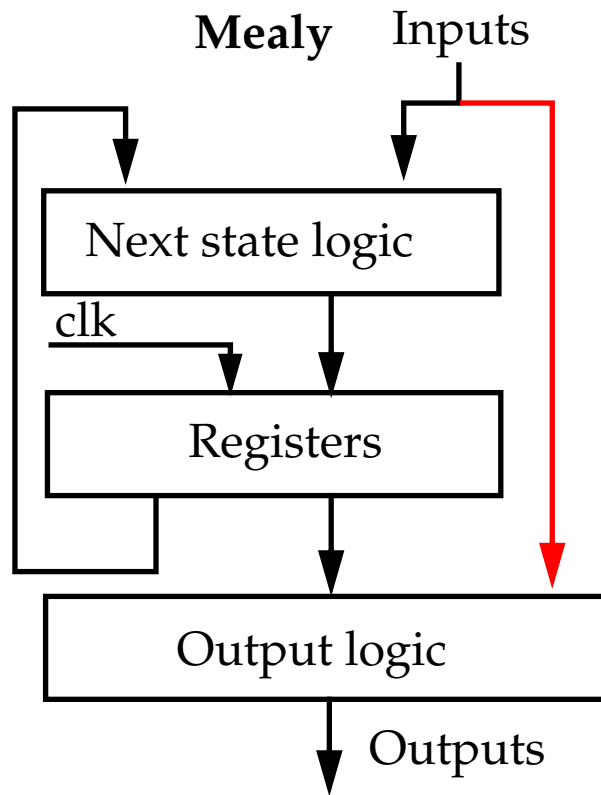 Mealy Inputs
Next state logic
clk
Registers
Output logic
Outputs